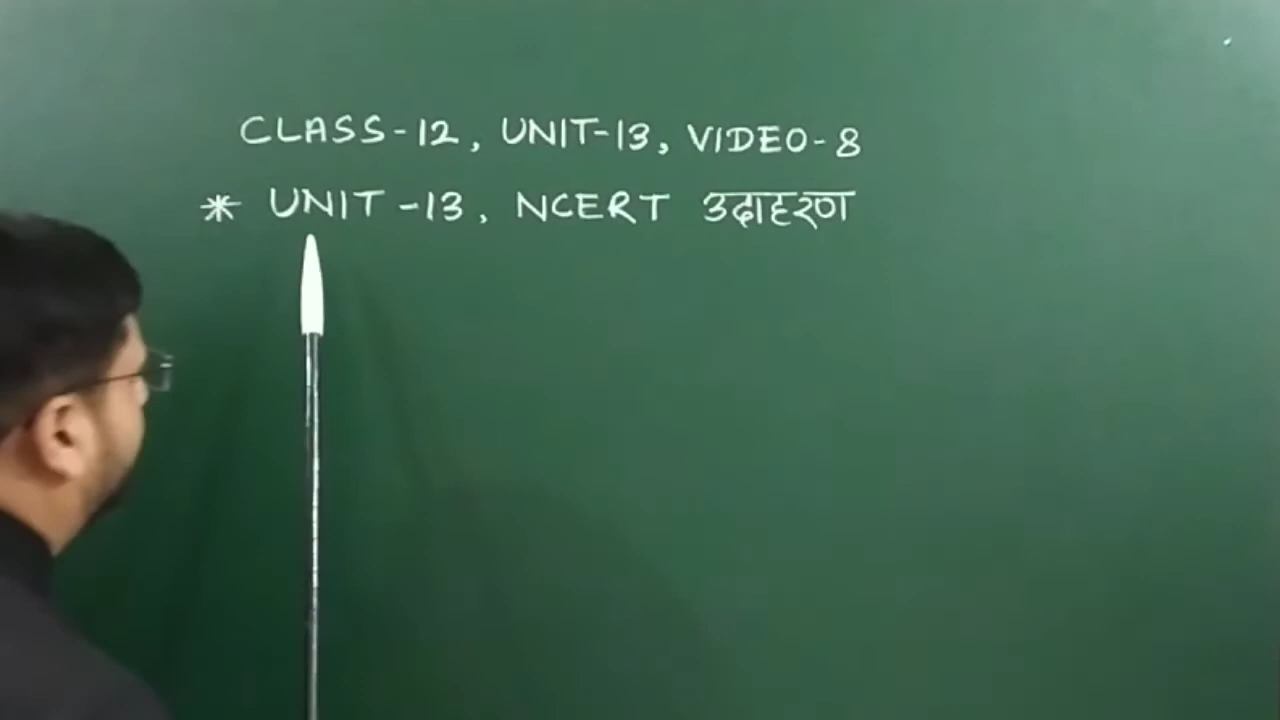 CLASS-12, UNIT-13, VIDEO-8
* UNIT-13, NCERT उदाहरण